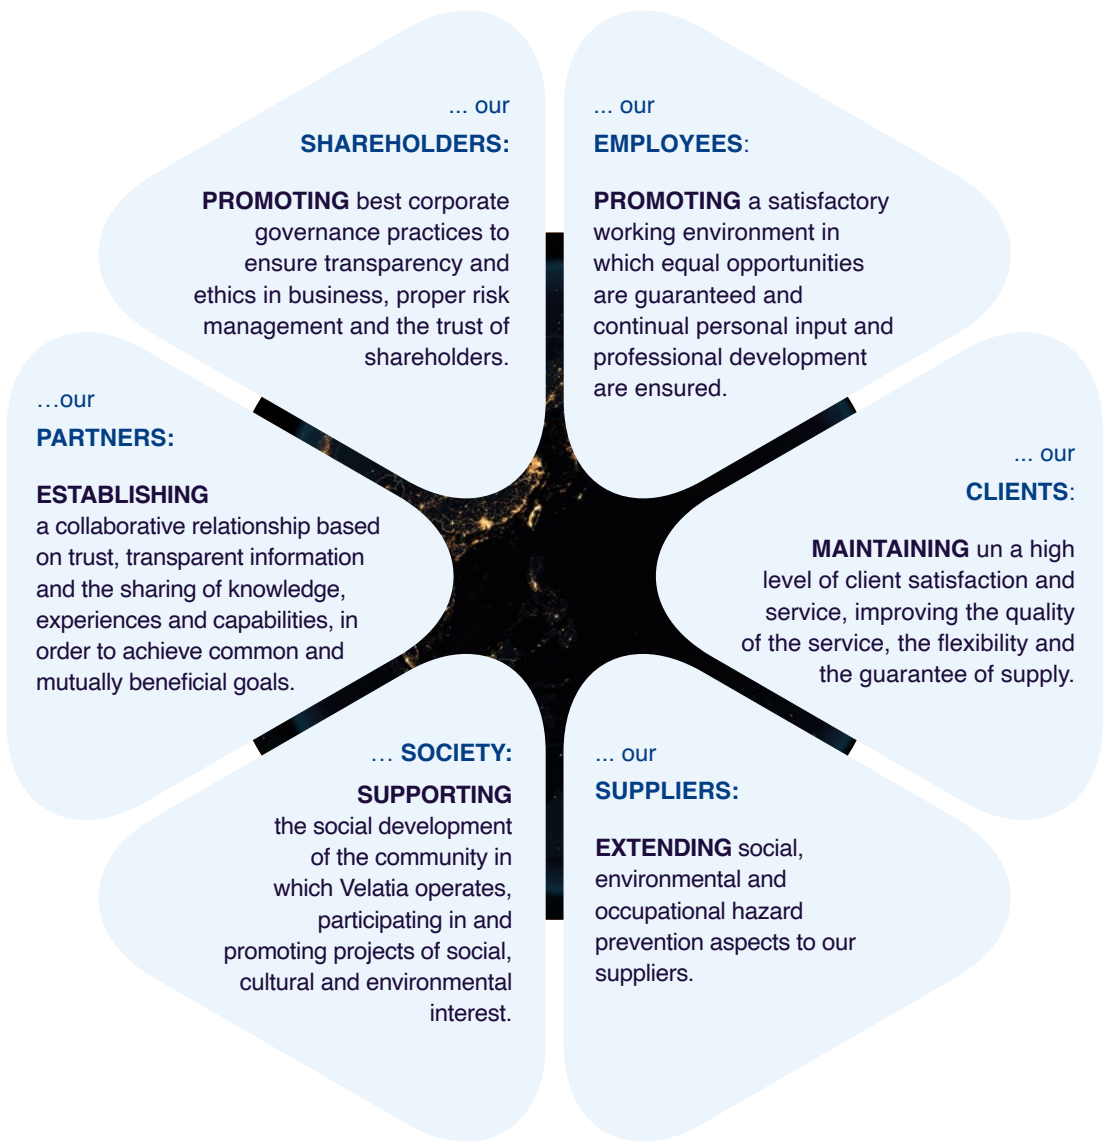 ... our
SHAREHOLDERS:
PROMOTING best corporate
governance practices to
ensure transparency and
ethics in business, proper risk
management and the trust of
shareholders.
... our
EMPLOYEES:
PROMOTING a satisfactory
working environment in
which equal opportunities
are guaranteed and
continual personal input and
professional development
are ensured.
…our
PARTNERS:
ESTABLISHING
a collaborative relationship based
on trust, transparent information
and the sharing of knowledge,
experiences and capabilities, in
order to achieve common and
mutually beneficial goals.
... our
CLIENTS:
MAINTAINING un a high
level of client satisfaction and
service, improving the quality
of the service, the flexibility and
the guarantee of supply.
… SOCIETY:
SUPPORTING
the social development
of the community in
which Velatia operates,
participating in and
promoting projects of social,
cultural and environmental
interest.
... our
SUPPLIERS:
EXTENDING social,
environmental and
occupational hazard
prevention aspects to our
suppliers.